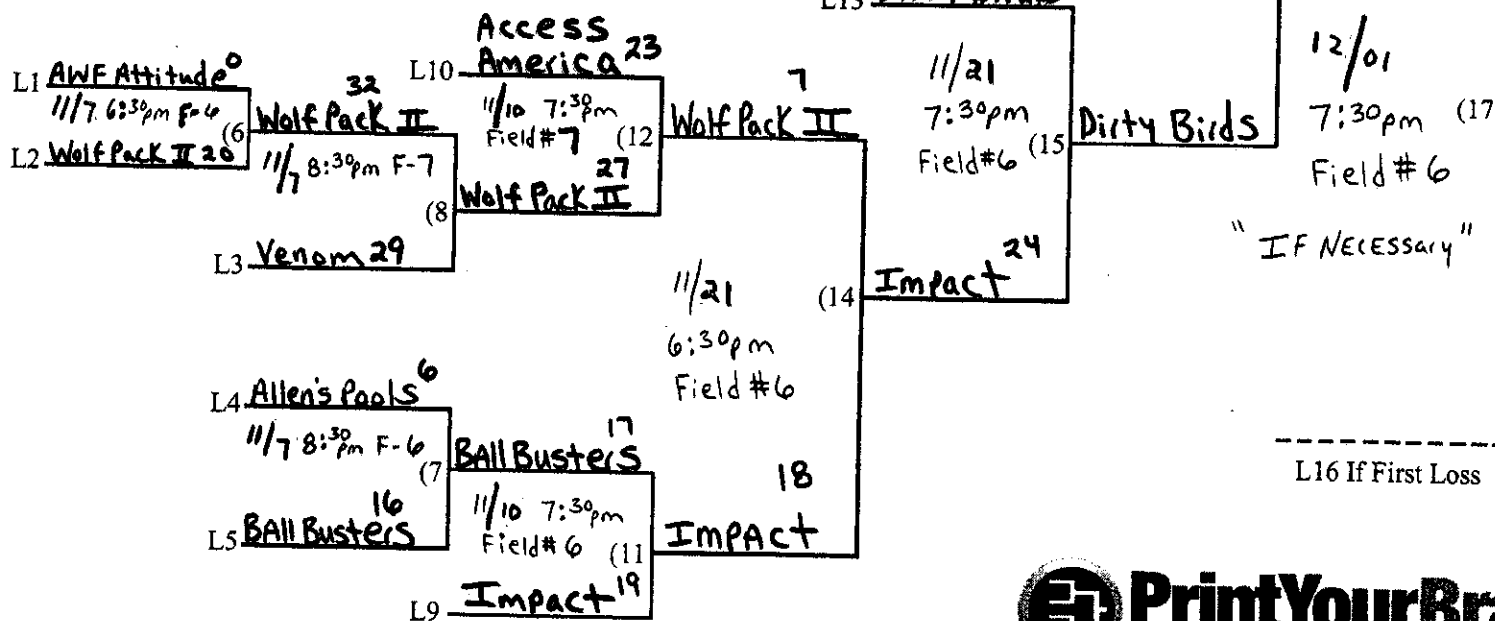 L13
Access
America 23
L10
L1 AWF Attitude 0
11/7 6:30pm F-6
(6
L2 Wolf Pack II 20
32
Wolf Pack II
11/7 8:30pm F-7
(8
L3 Venom 29
11/10 7:30pm
Field #7 (12
27
Wolf Pack II
7
Wolf Pack II
11/21
7:30pm
Field #6 (15
Dirty Birds
12/01
7:30pm (17
Field #6
"IF NECESSARY"
11/21
6:30pm
Field #6
(14
Impact 24
L4 Allen's Pools 6
11/7 8:30pm F-6
(7
L5 BAll Busters 16
BAll Busters 17
11/10 7:30pm
Field #6 (11
L9 Impact 19
18
ImpAct
L16 If First Loss
PrintYourBra